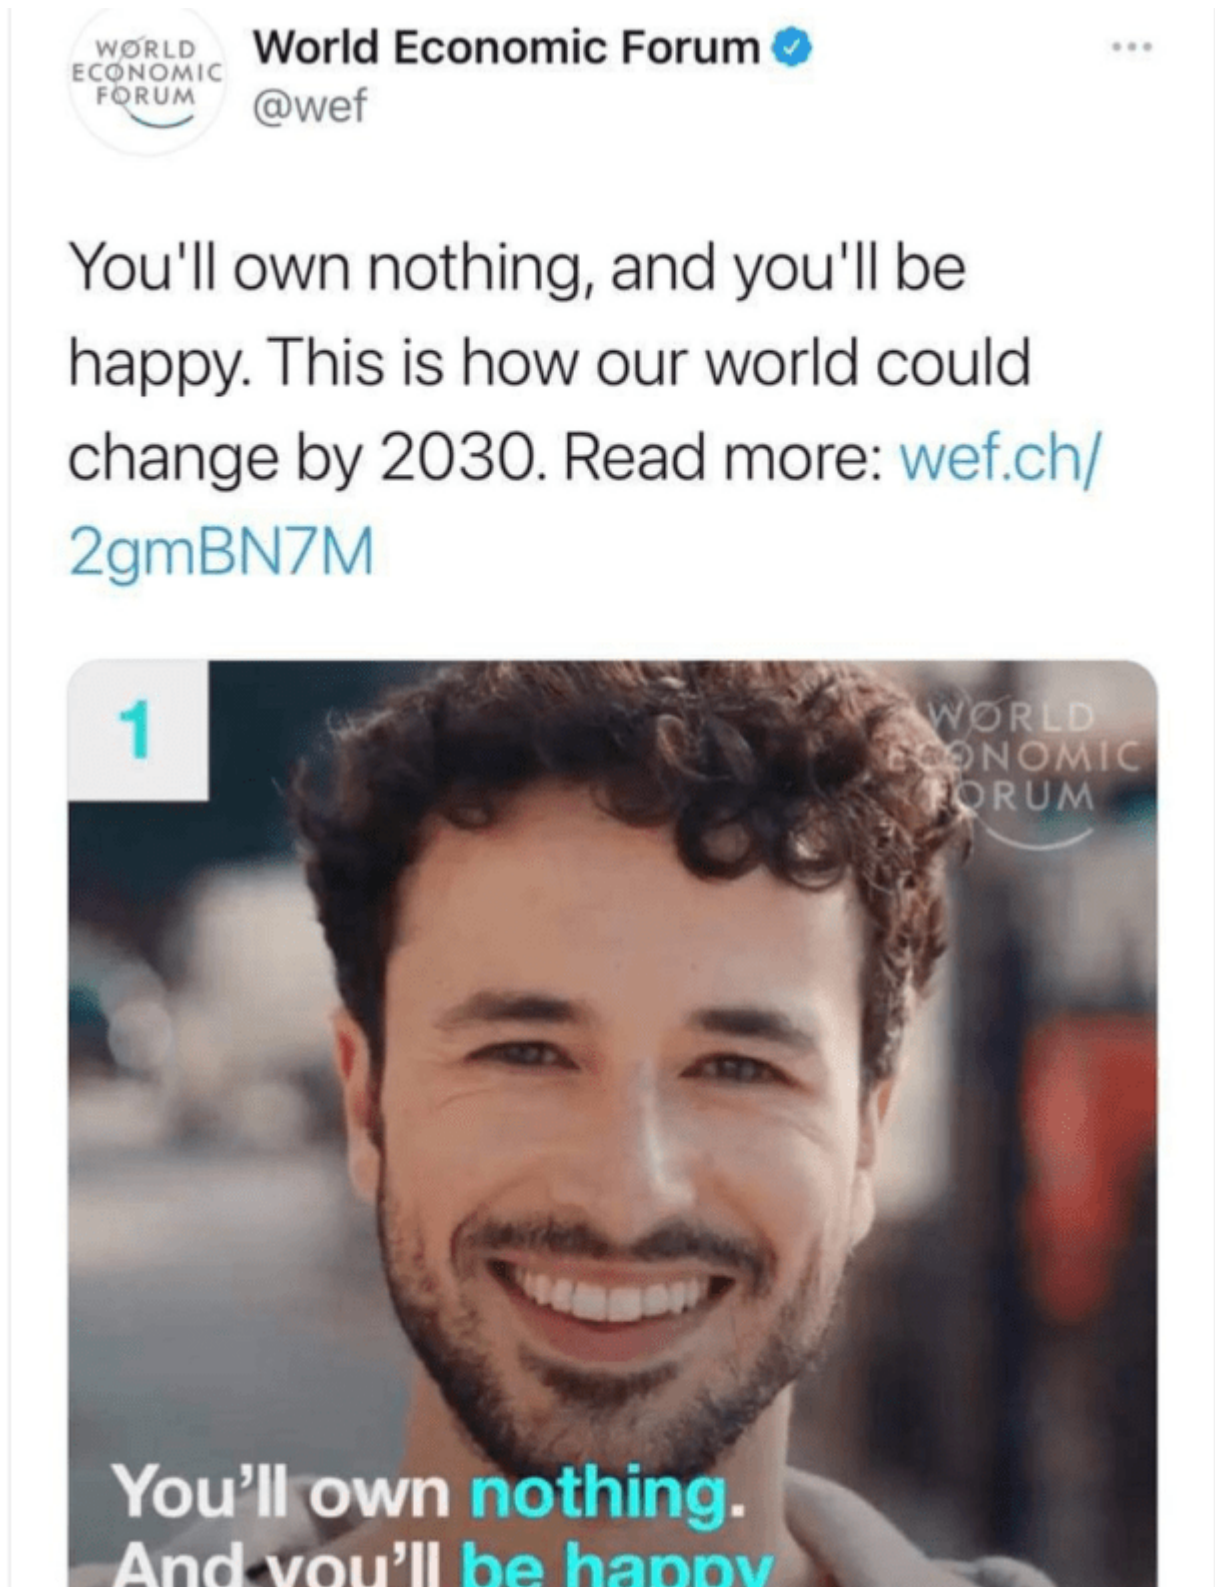 WORLD
ECONOMIC
FORUM
World Economic Forum
@wef
You'll own nothing, and you'll be
happy. This is how our world could
change by 2030. Read more: wef.ch/
2gmBN7M
1
WORLD
ECONOMIC
FORUM
You'll own nothing.
And you'll be happy